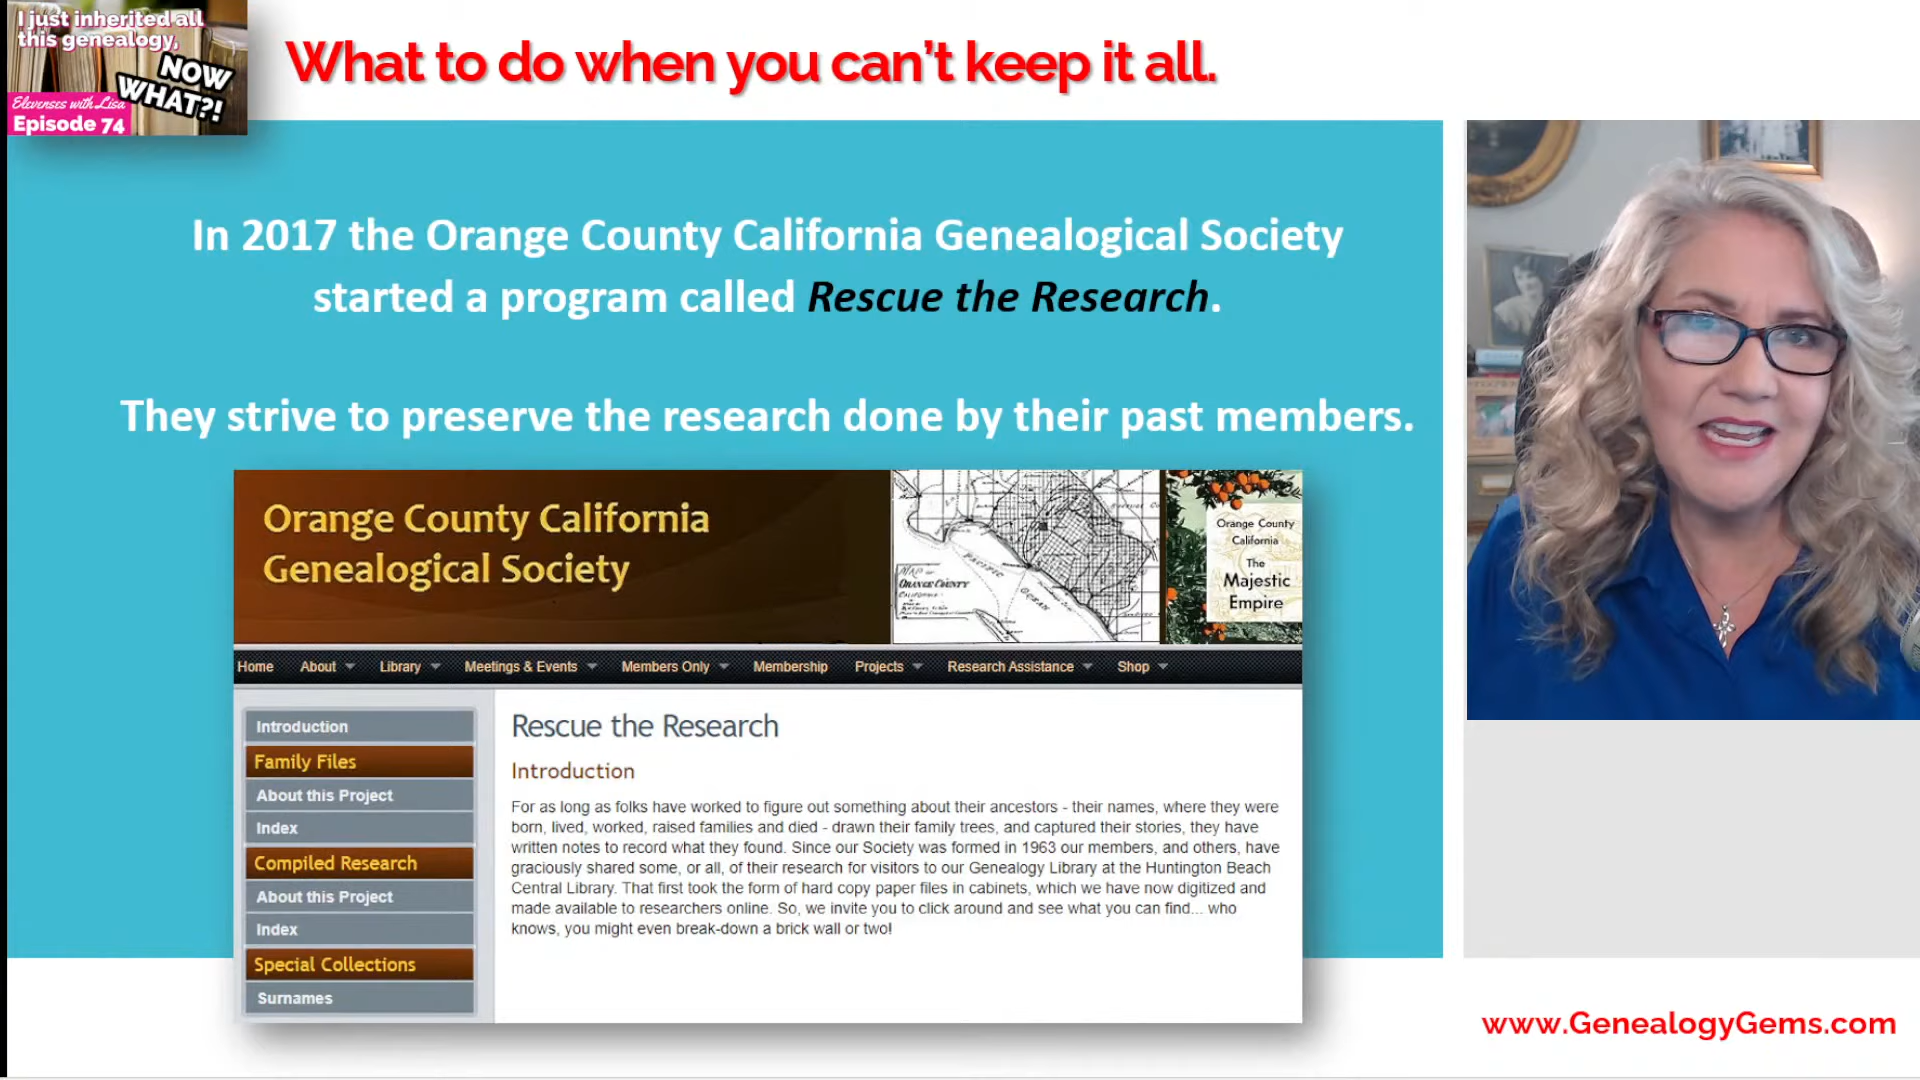 I just inherited all
this genealogy,
NOW
WHAT?!
Elevenses with Lisa
Episode 74
What to do when you can't keep it all.
In 2017 the Orange County California Genealogical Society
started a program called Rescue the Research.
They strive to preserve the research done by their past members.
Orange County California
Genealogical Society
MAP OF
ORANGE COUNTY
CALIFORNIA
PACIFIC
OCEAN
Orange County
California
The
Majestic
Empire
Home About Library Meetings & Events Members Only Membership Projects Research Assistance Shop
Introduction
Family Files
About this Project
Index
Compiled Research
About this Project
Index
Special Collections
Surnames
Rescue the Research
Introduction
For as long as folks have worked to figure out something about their ancestors - their names, where they were
born, lived, worked, raised families and died - drawn their family trees, and captured their stories, they have
written notes to record what they found. Since our Society was formed in 1963 our members, and others, have
graciously shared some, or all, of their research for visitors to our Genealogy Library at the Huntington Beach
Central Library. That first took the form of hard copy paper files in cabinets, which we have now digitized and
made available to researchers online. So, we invite you to click around and see what you can find... who
knows, you might even break-down a brick wall or two!
www.GenealogyGems.com